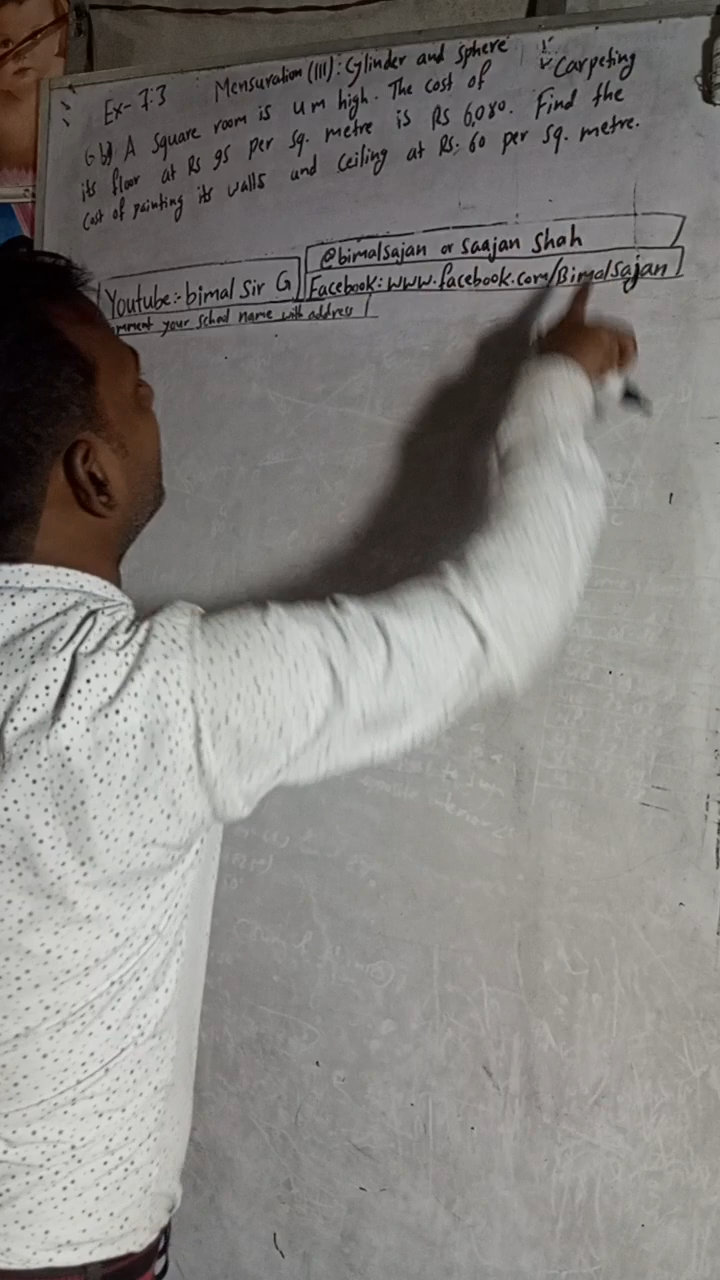 Ex-7.3 Mensuration (III): Cylinder and sphere
6 b) A square room is 4m high. The cost of Carpeting
its floor at Rs 95 per sq. metre is Rs 6,080. Find the
cost of painting its walls and ceiling at Rs. 60 per sq. metre.
@bimalsajan or Saajan Shah
Youtube:- bimal Sir G
Facebook: www.facebook.com/Bimalsajan
your school name with address